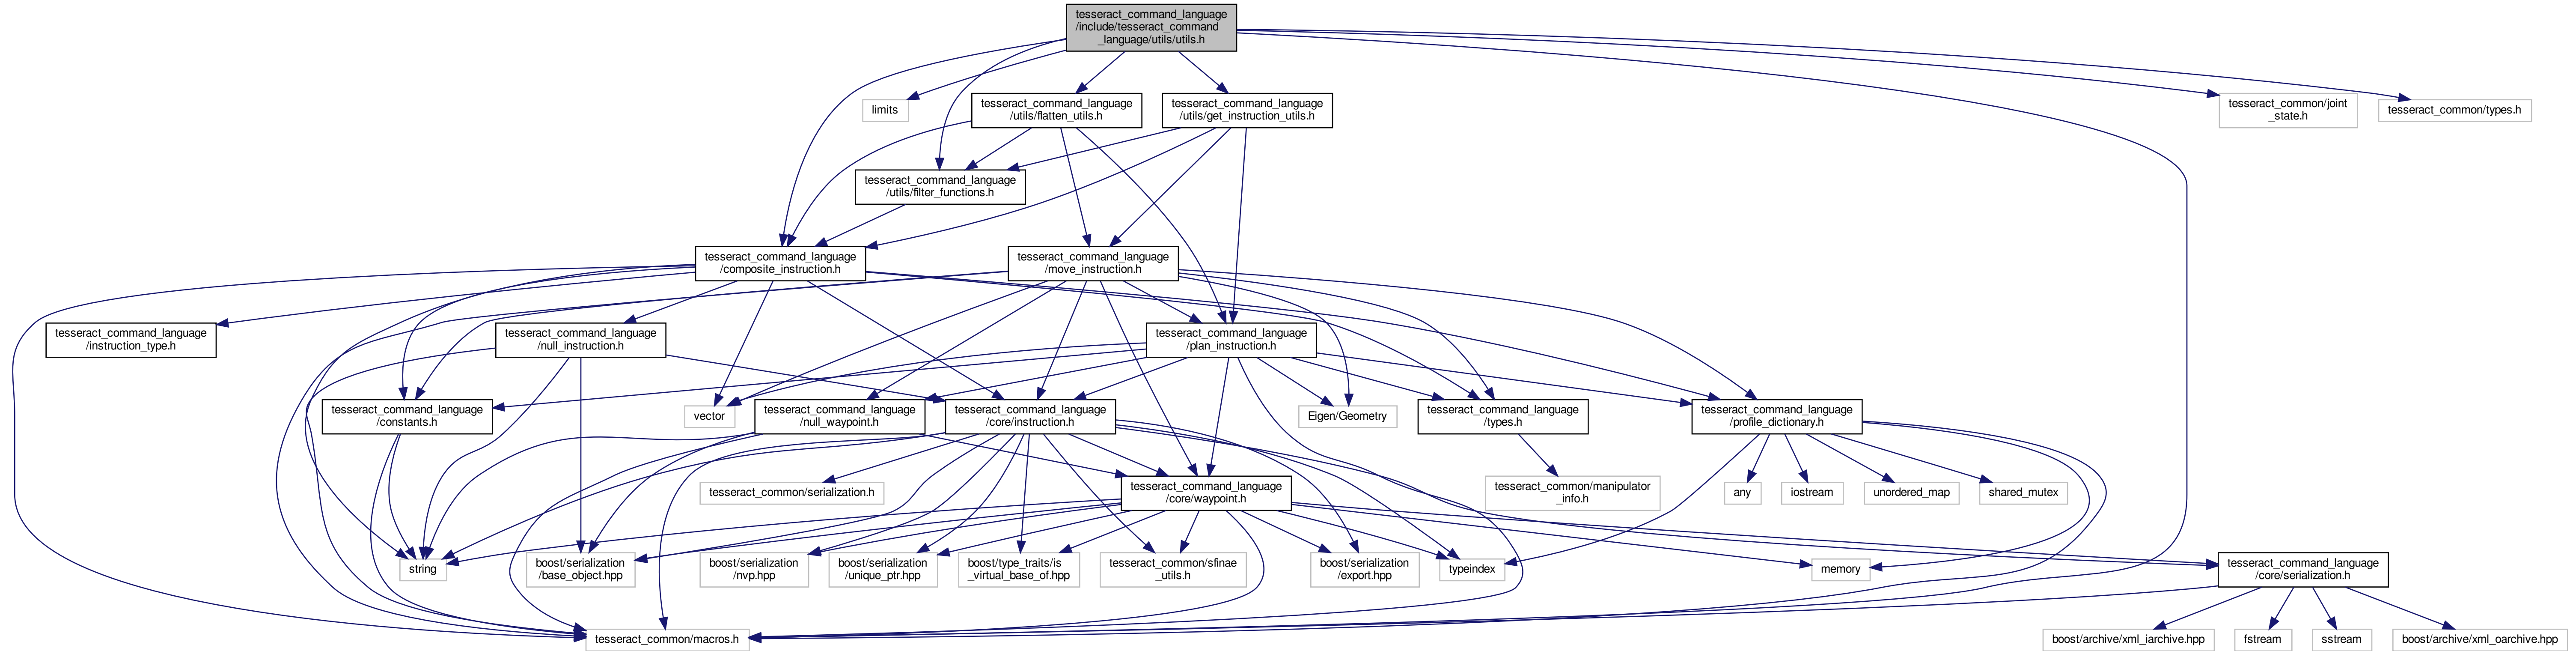 tesseract_command_language
/include/tesseract_command
_language/utils/utils.h
limits
tesseract_command_language
/utils/flatten_utils.h
tesseract_command_language
/utils/get_instruction_utils.h
tesseract_common/joint
_state.h
tesseract_common/types.h
tesseract_command_language
/utils/filter_functions.h
tesseract_command_language
/composite_instruction.h
tesseract_command_language
/move_instruction.h
tesseract_command_language
/instruction_type.h
tesseract_command_language
/null_instruction.h
tesseract_command_language
/plan_instruction.h
tesseract_command_language
/constants.h
vector
tesseract_command_language
/null_waypoint.h
tesseract_command_language
/core/instruction.h
Eigen/Geometry
tesseract_command_language
/types.h
tesseract_command_language
/profile_dictionary.h
tesseract_common/serialization.h
tesseract_command_language
/core/waypoint.h
tesseract_common/manipulator
_info.h
any
iostream
unordered_map
shared_mutex
string
boost/serialization
/base_object.hpp
boost/serialization
/nvp.hpp
boost/serialization
/unique_ptr.hpp
boost/type_traits/is
_virtual_base_of.hpp
tesseract_common/sfinae
_utils.h
boost/serialization
/export.hpp
typeindex
memory
tesseract_command_language
/core/serialization.h
tesseract_common/macros.h
boost/archive/xml_iarchive.hpp
fstream
sstream
boost/archive/xml_oarchive.hpp